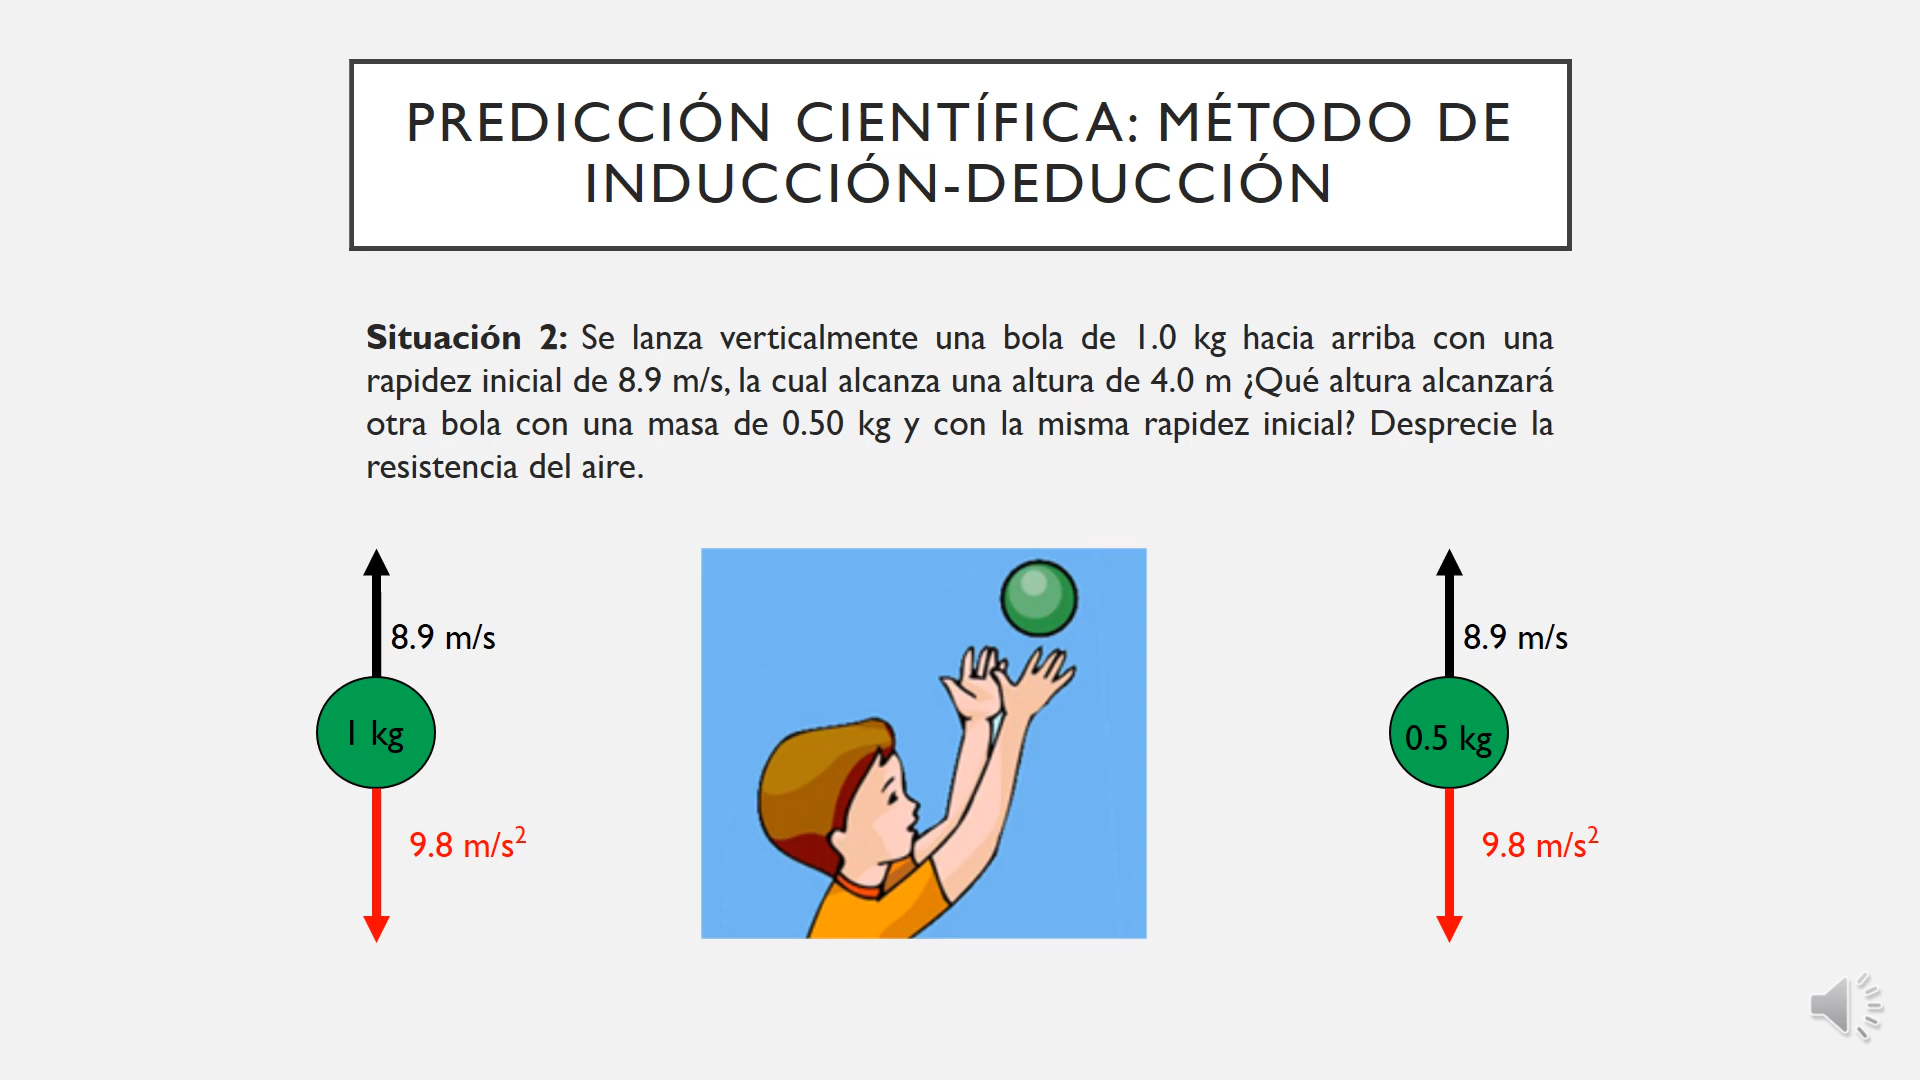 PREDICCIÓN CIENTÍFICA: MÉTODO DE
INDUCCIÓN-DEDUCCIÓN
Situación 2: Se lanza verticalmente una bola de 1.0 kg hacia arriba con una
rapidez inicial de 8.9 m/s, la cual alcanza una altura de 4.0 m ¿Qué altura alcanzará
otra bola con una masa de 0.50 kg y con la misma rapidez inicial? Desprecie la
resistencia del aire.
8.9 m/s
1 kg
9.8 m/s²
8.9 m/s
0.5 kg
9.8 m/s²